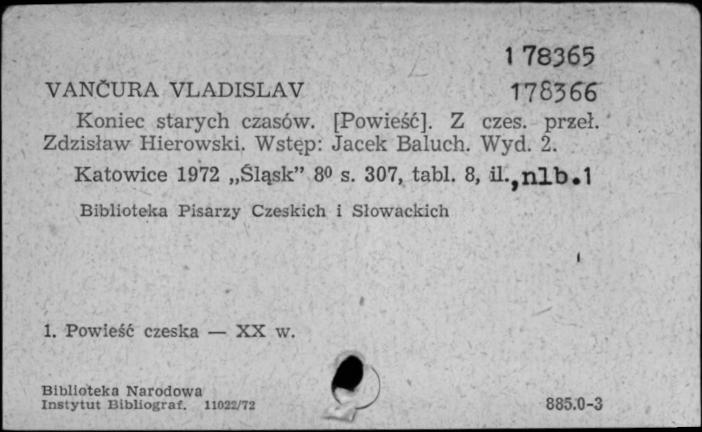 178365
VANČURA VLADISLAV 178366
Koniec starych czasów. [Powieść]. Z czes. przeł.
Zdzisław Hierowski. Wstęp: Jacek Baluch. Wyd. 2.
Katowice 1972 „Śląsk” 8⁰ s. 307, tabl. 8, il.,nlb.1
Biblioteka Pisarzy Czeskich i Słowackich
1. Powieść czeska — XX w.
Biblioteka Narodowa
Instytut Bibliograf. 11022/72 885.0-3